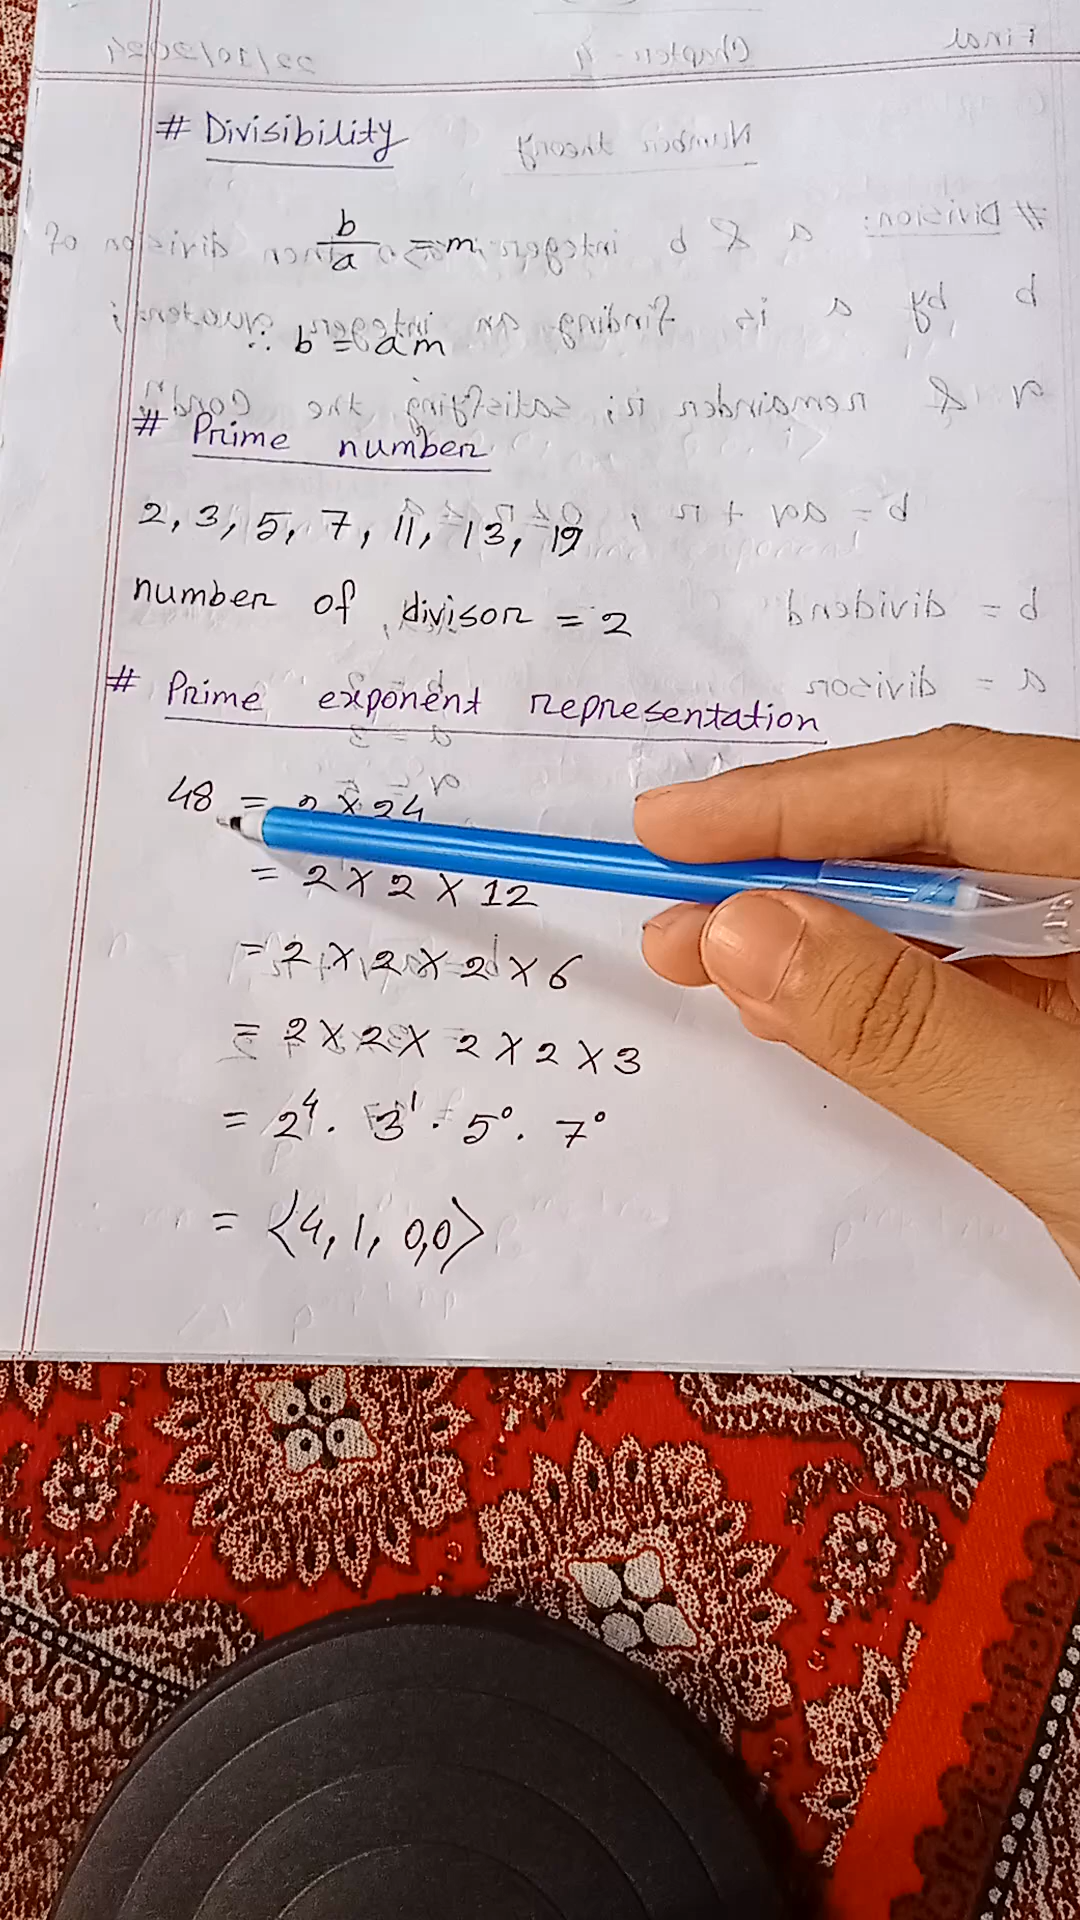 # Divisibility
b/a = m
∴ b = am
# Prime number
2, 3, 5, 7, 11, 13, 19
number of divisor = 2
# Prime exponent representation
48 = 2 × 24
= 2 × 2 × 12
= 2 × 2 × 2 × 6
= 2 × 2 × 2 × 2 × 3
= 2⁴ . 3¹ . 5⁰ . 7⁰
= ⟨4, 1, 0,0⟩